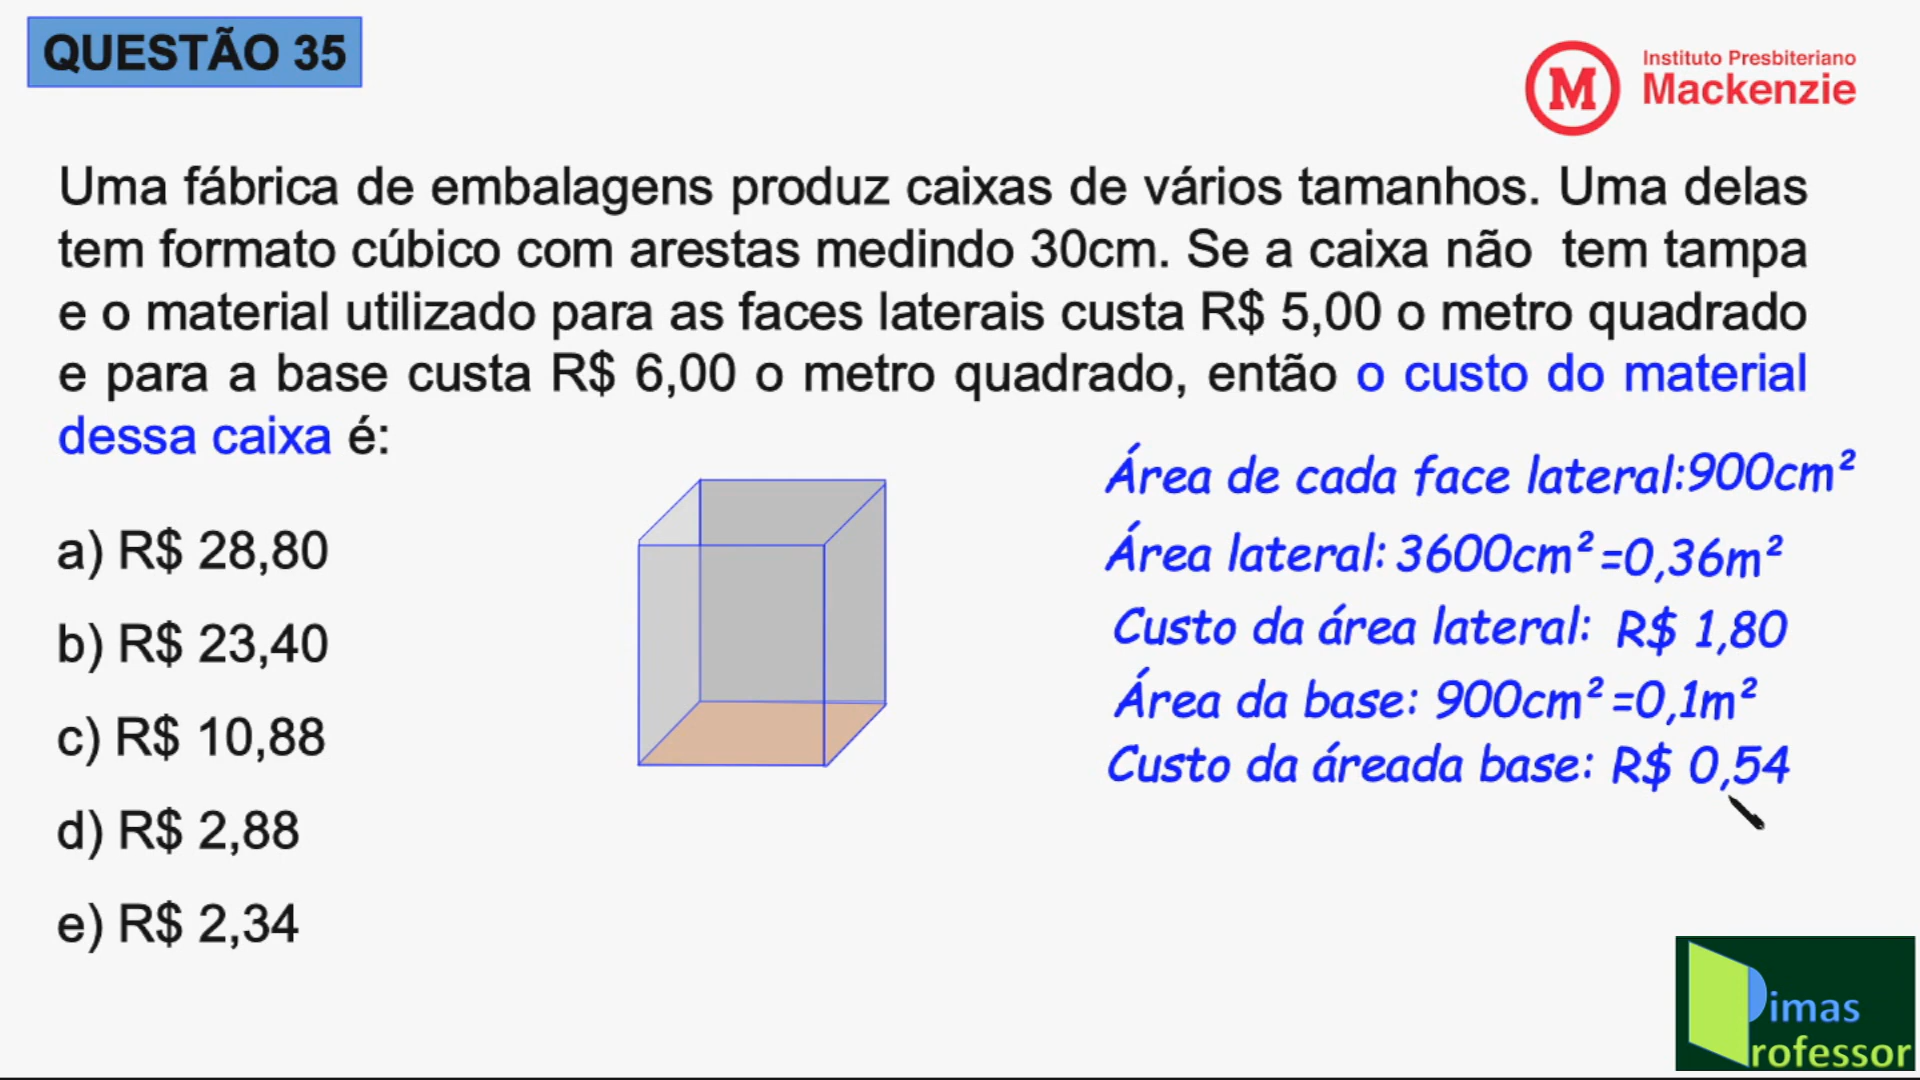 QUESTÃO 35
Instituto Presbiteriano
Mackenzie
M
Uma fábrica de embalagens produz caixas de vários tamanhos. Uma delas
tem formato cúbico com arestas medindo 30cm. Se a caixa não tem tampa
e o material utilizado para as faces laterais custa R$ 5,00 o metro quadrado
e para a base custa R$ 6,00 o metro quadrado, então o custo do material
dessa caixa é:
a) R$ 28,80
b) R$ 23,40
c) R$ 10,88
d) R$ 2,88
e) R$ 2,34
Área de cada face lateral:900cm²
Área lateral: 3600cm²=0,36m²
Custo da área lateral: R$ 1,80
Área da base: 900cm²=0,1m²
Custo da áreada base: R$ 0,54
Dimas
Professor